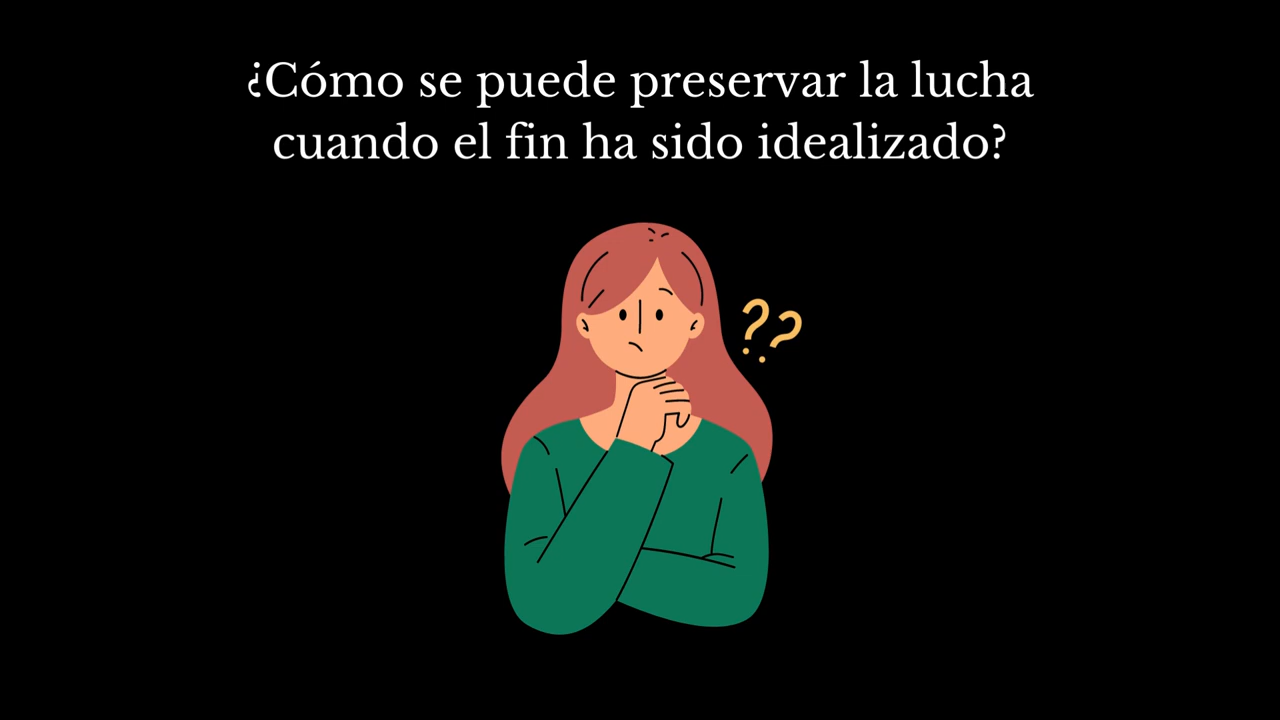 ¿Cómo se puede preservar la lucha
cuando el fin ha sido idealizado?
??